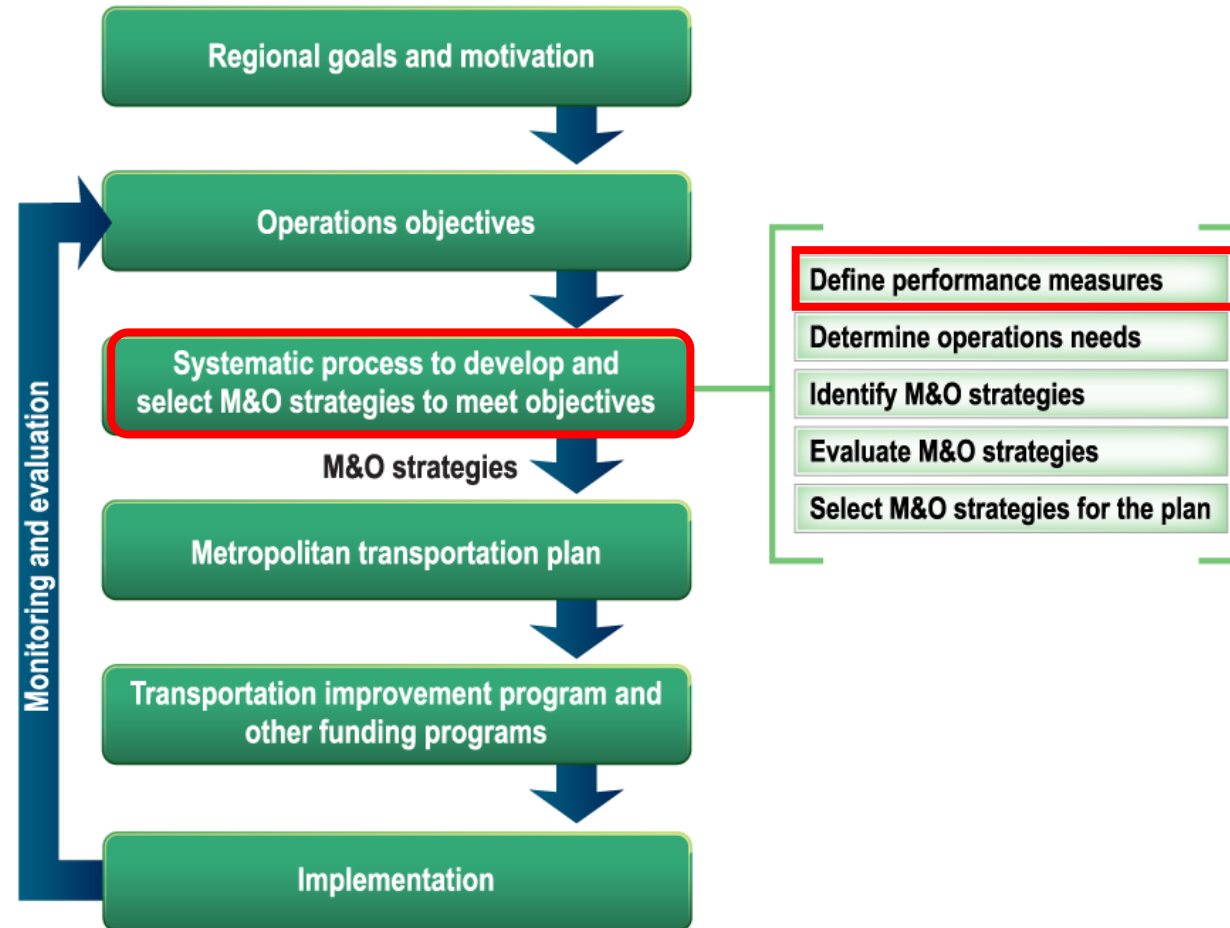 Regional goals and motivation
Operations objectives
Systematic process to develop and
select M&O strategies to meet objectives
M&O strategies
Metropolitan transportation plan
Transportation improvement program and
other funding programs
Implementation
Monitoring and evaluation
Define performance measures
Determine operations needs
Identify M&O strategies
Evaluate M&O strategies
Select M&O strategies for the plan